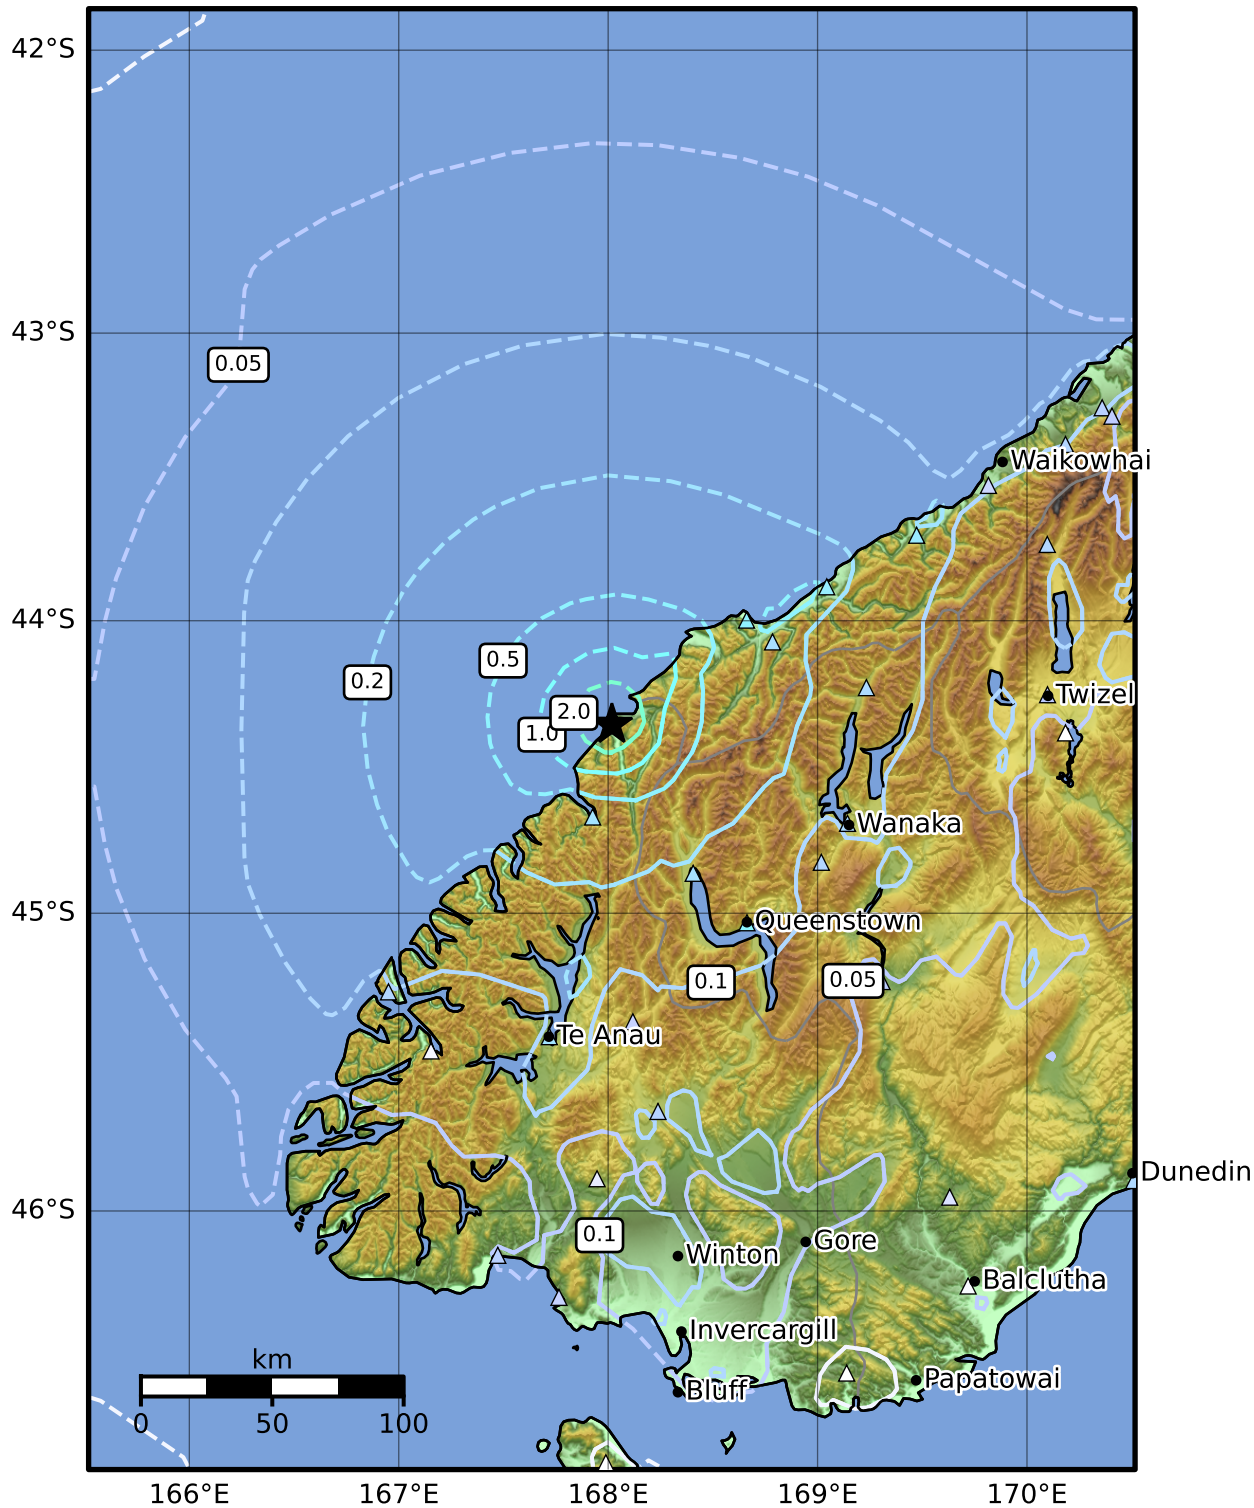 42°S
43°S
0.05
Waikowhai
44°S
0.5
0.2
Twizel
2.0
1.0
Wanaka
45°S
Queenstown
0.1
0.05
Te Anau
Dunedin
46°S
0.1
Gore
Winton
Balclutha
Invercargill
km
Papatowai
Bluff
0
50
100
166°E
167°E
168°E
169°E
170°E